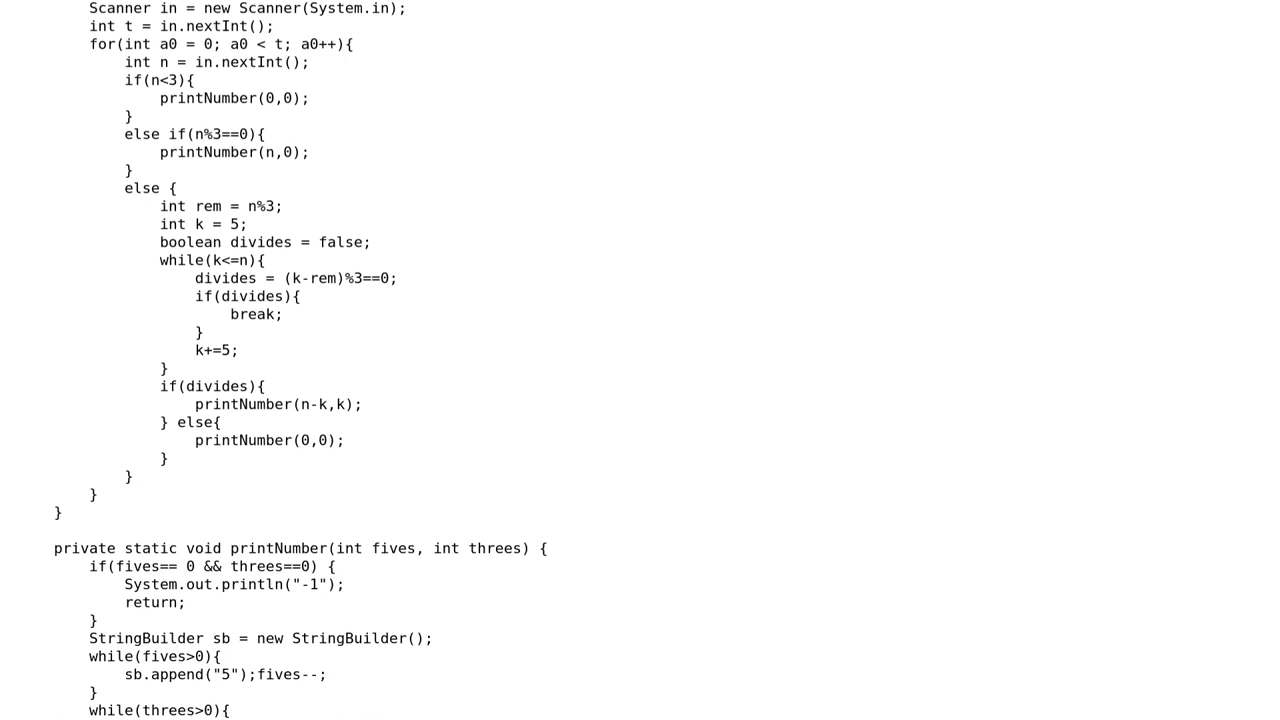 Scanner in = new Scanner(System.in);
int t = in.nextInt();
for(int a0 = 0; a0 < t; a0++){
int n = in.nextInt();
if(n<3){
printNumber(0,0);
}
else if(n%3==0){
printNumber(n,0);
}
else {
int rem = n%3;
int k = 5;
boolean divides = false;
while(k<=n){
divides = (k-rem)%3==0;
if(divides){
break;
}
k+=5;
}
if(divides){
printNumber(n-k,k);
} else{
printNumber(0,0);
}
}
}
}
private static void printNumber(int fives, int threes) {
if(fives== 0 && threes==0) {
System.out.println("-1");
return;
}
StringBuilder sb = new StringBuilder();
while(fives>0){
sb.append("5");fives--;
}
while(threes>0){